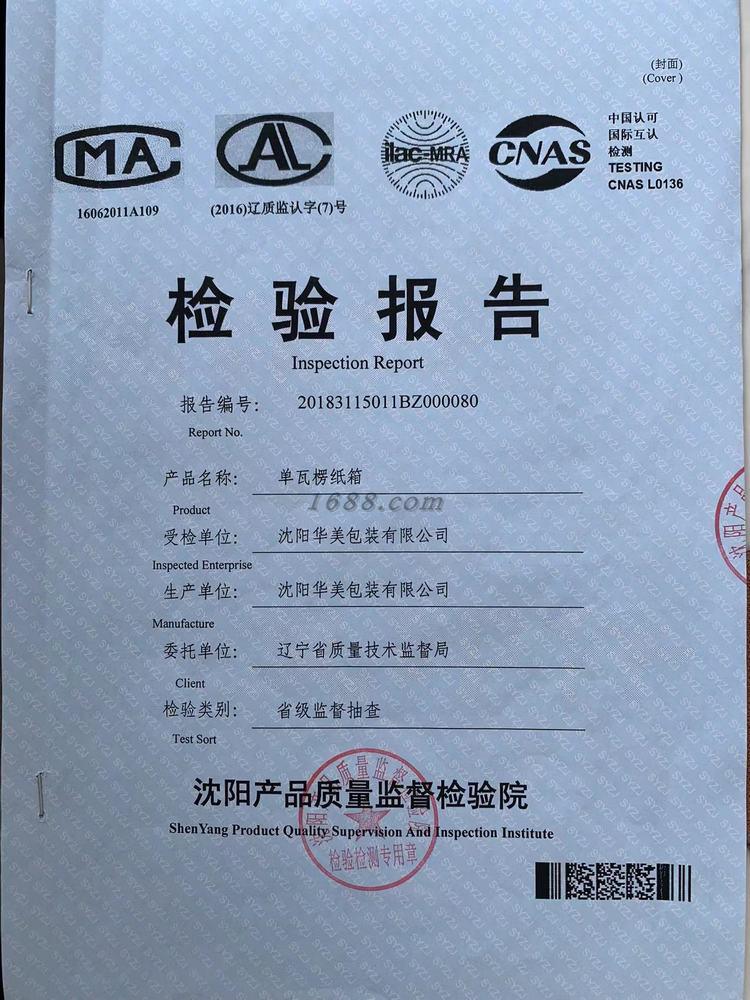 (封面)
(Cover)
MA
AL
ilac-MRA
CNAS
中国认可
国际互认
检测
TESTING
CNAS L0136
16062011A109
(2016)辽质监认字(7)号
检验报告
Inspection Report
报告编号: 20183115011BZ000080
Report No.
产品名称: 单瓦楞纸箱
Product
1688.com
受检单位: 沈阳华美包装有限公司
Inspected Enterprise
生产单位: 沈阳华美包装有限公司
Manufacture
委托单位: 辽宁省质量技术监督局
Client
检验类别: 省级监督抽查
Test Sort
沈阳产品质量监督检验院
ShenYang Product Quality Supervision And Inspection Institute
检验检测专用章
沈阳产品